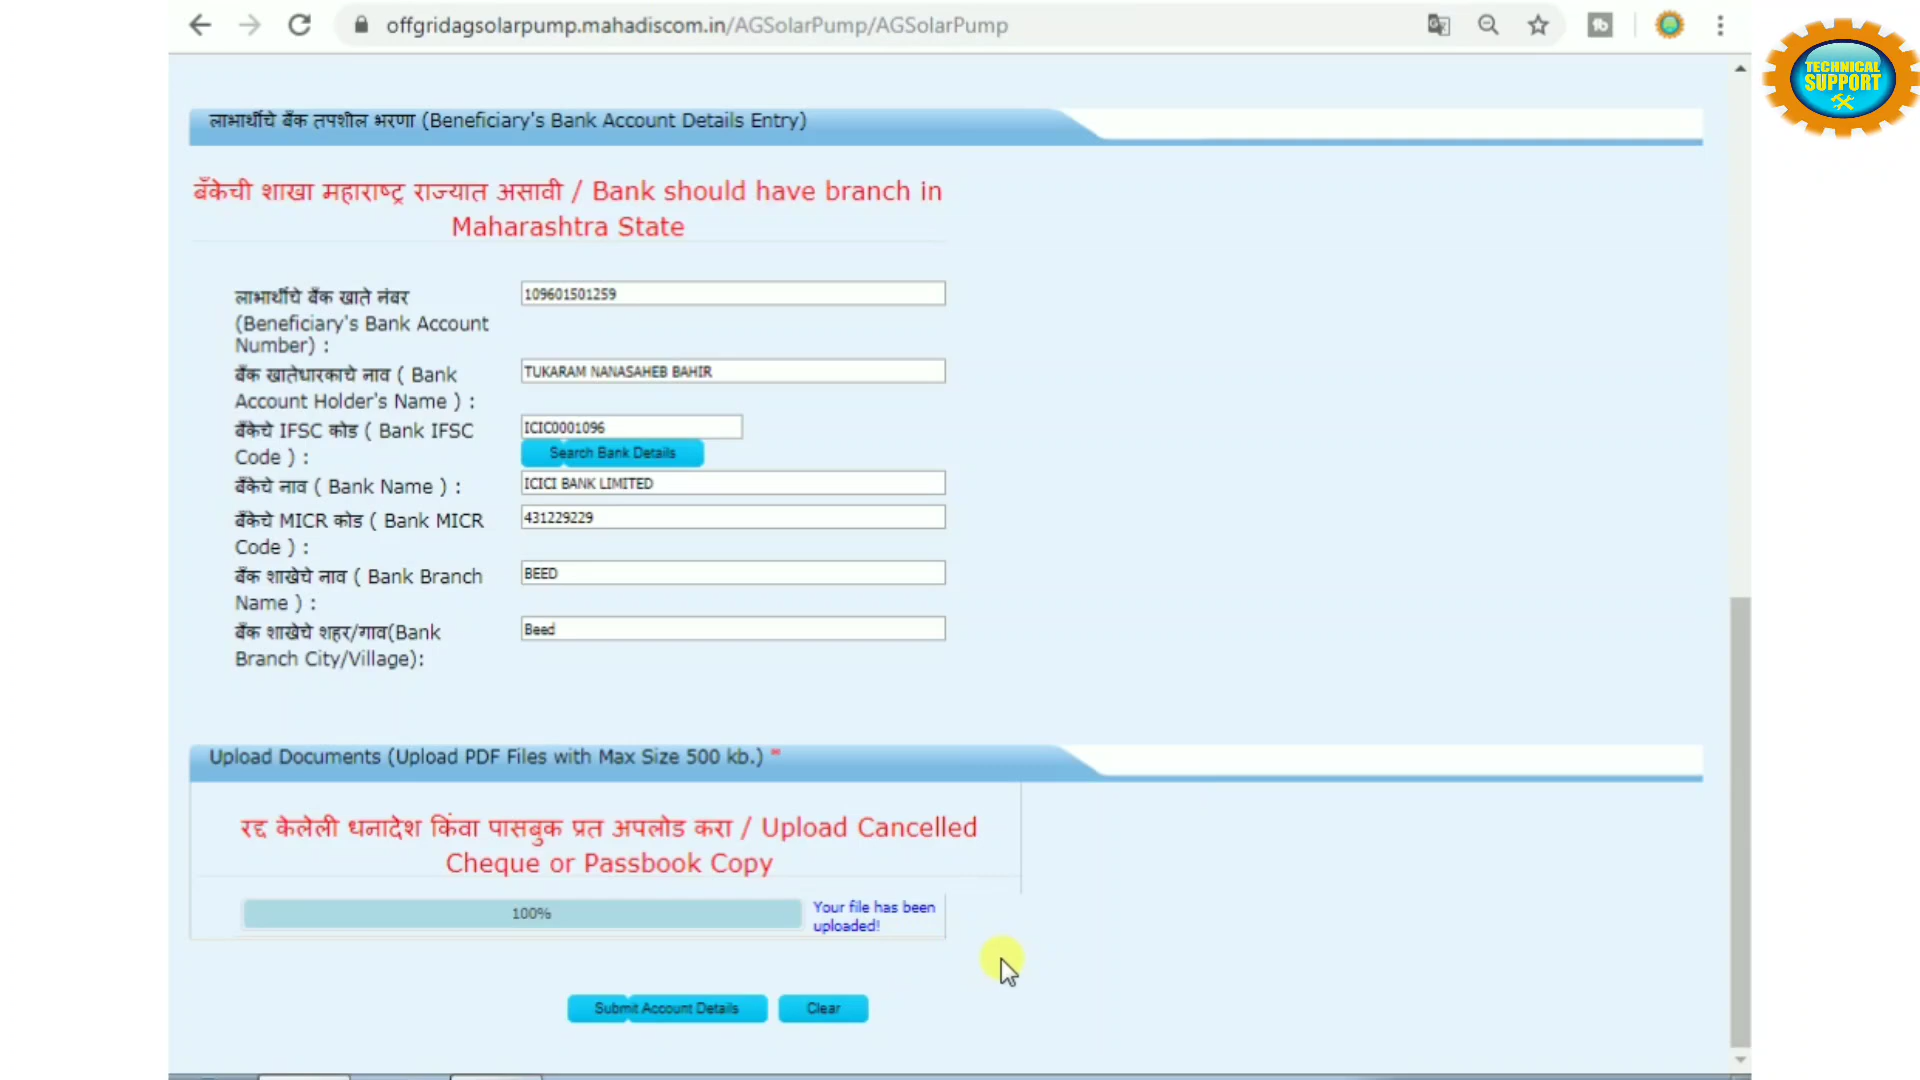 offgridagsolarpump.mahadiscom.in/AGSolarPump/AGSolarPump
TECHNICAL
SUPPORT
लाभार्थीचे बँक तपशील भरणा (Beneficiary's Bank Account Details Entry)
बँकेची शाखा महाराष्ट्र राज्यात असावी / Bank should have branch in
Maharashtra State
लाभार्थीचे बँक खाते नंबर
(Beneficiary's Bank Account
Number) :
109601501259
बँक खातेधारकाचे नाव ( Bank
Account Holder's Name ) :
TUKARAM NANASAHEB BAHIR
बँकेचे IFSC कोड ( Bank IFSC
Code ) :
ICIC0001096
Search Bank Details
बँकेचे नाव ( Bank Name ) :
ICICI BANK LIMITED
बँकेचे MICR कोड ( Bank MICR
Code ) :
431229229
बँक शाखेचे नाव ( Bank Branch
Name ) :
BEED
बँक शाखेचे शहर/गाव(Bank
Branch City/Village):
Beed
Upload Documents (Upload PDF Files with Max Size 500 kb.) *
रद्द केलेली धनादेश किंवा पासबुक प्रत अपलोड करा / Upload Cancelled
Cheque or Passbook Copy
100%
Your file has been
uploaded!
Submit Account Details
Clear